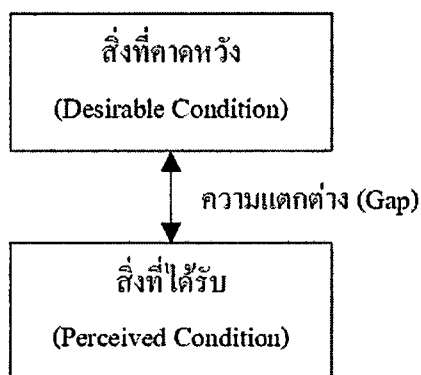 สิ่งที่คาดหวัง
(Desirable Condition)
ความแตกต่าง (Gap)
สิ่งที่ได้รับ
(Perceived Condition)